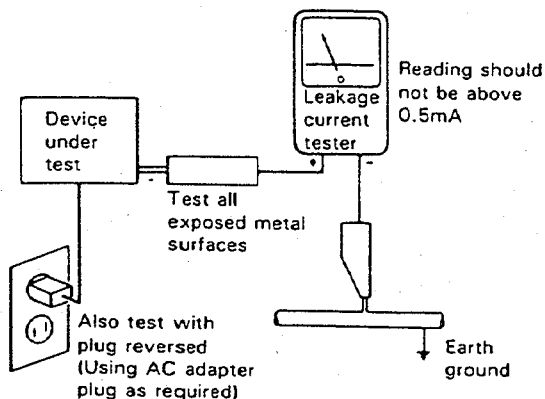 Device
under
test
Leakage
current
tester
+
-
Reading should
not be above
0.5mA
-
Test all
exposed metal
surfaces
Also test with
plug reversed
(Using AC adapter
plug as required)
Earth
ground